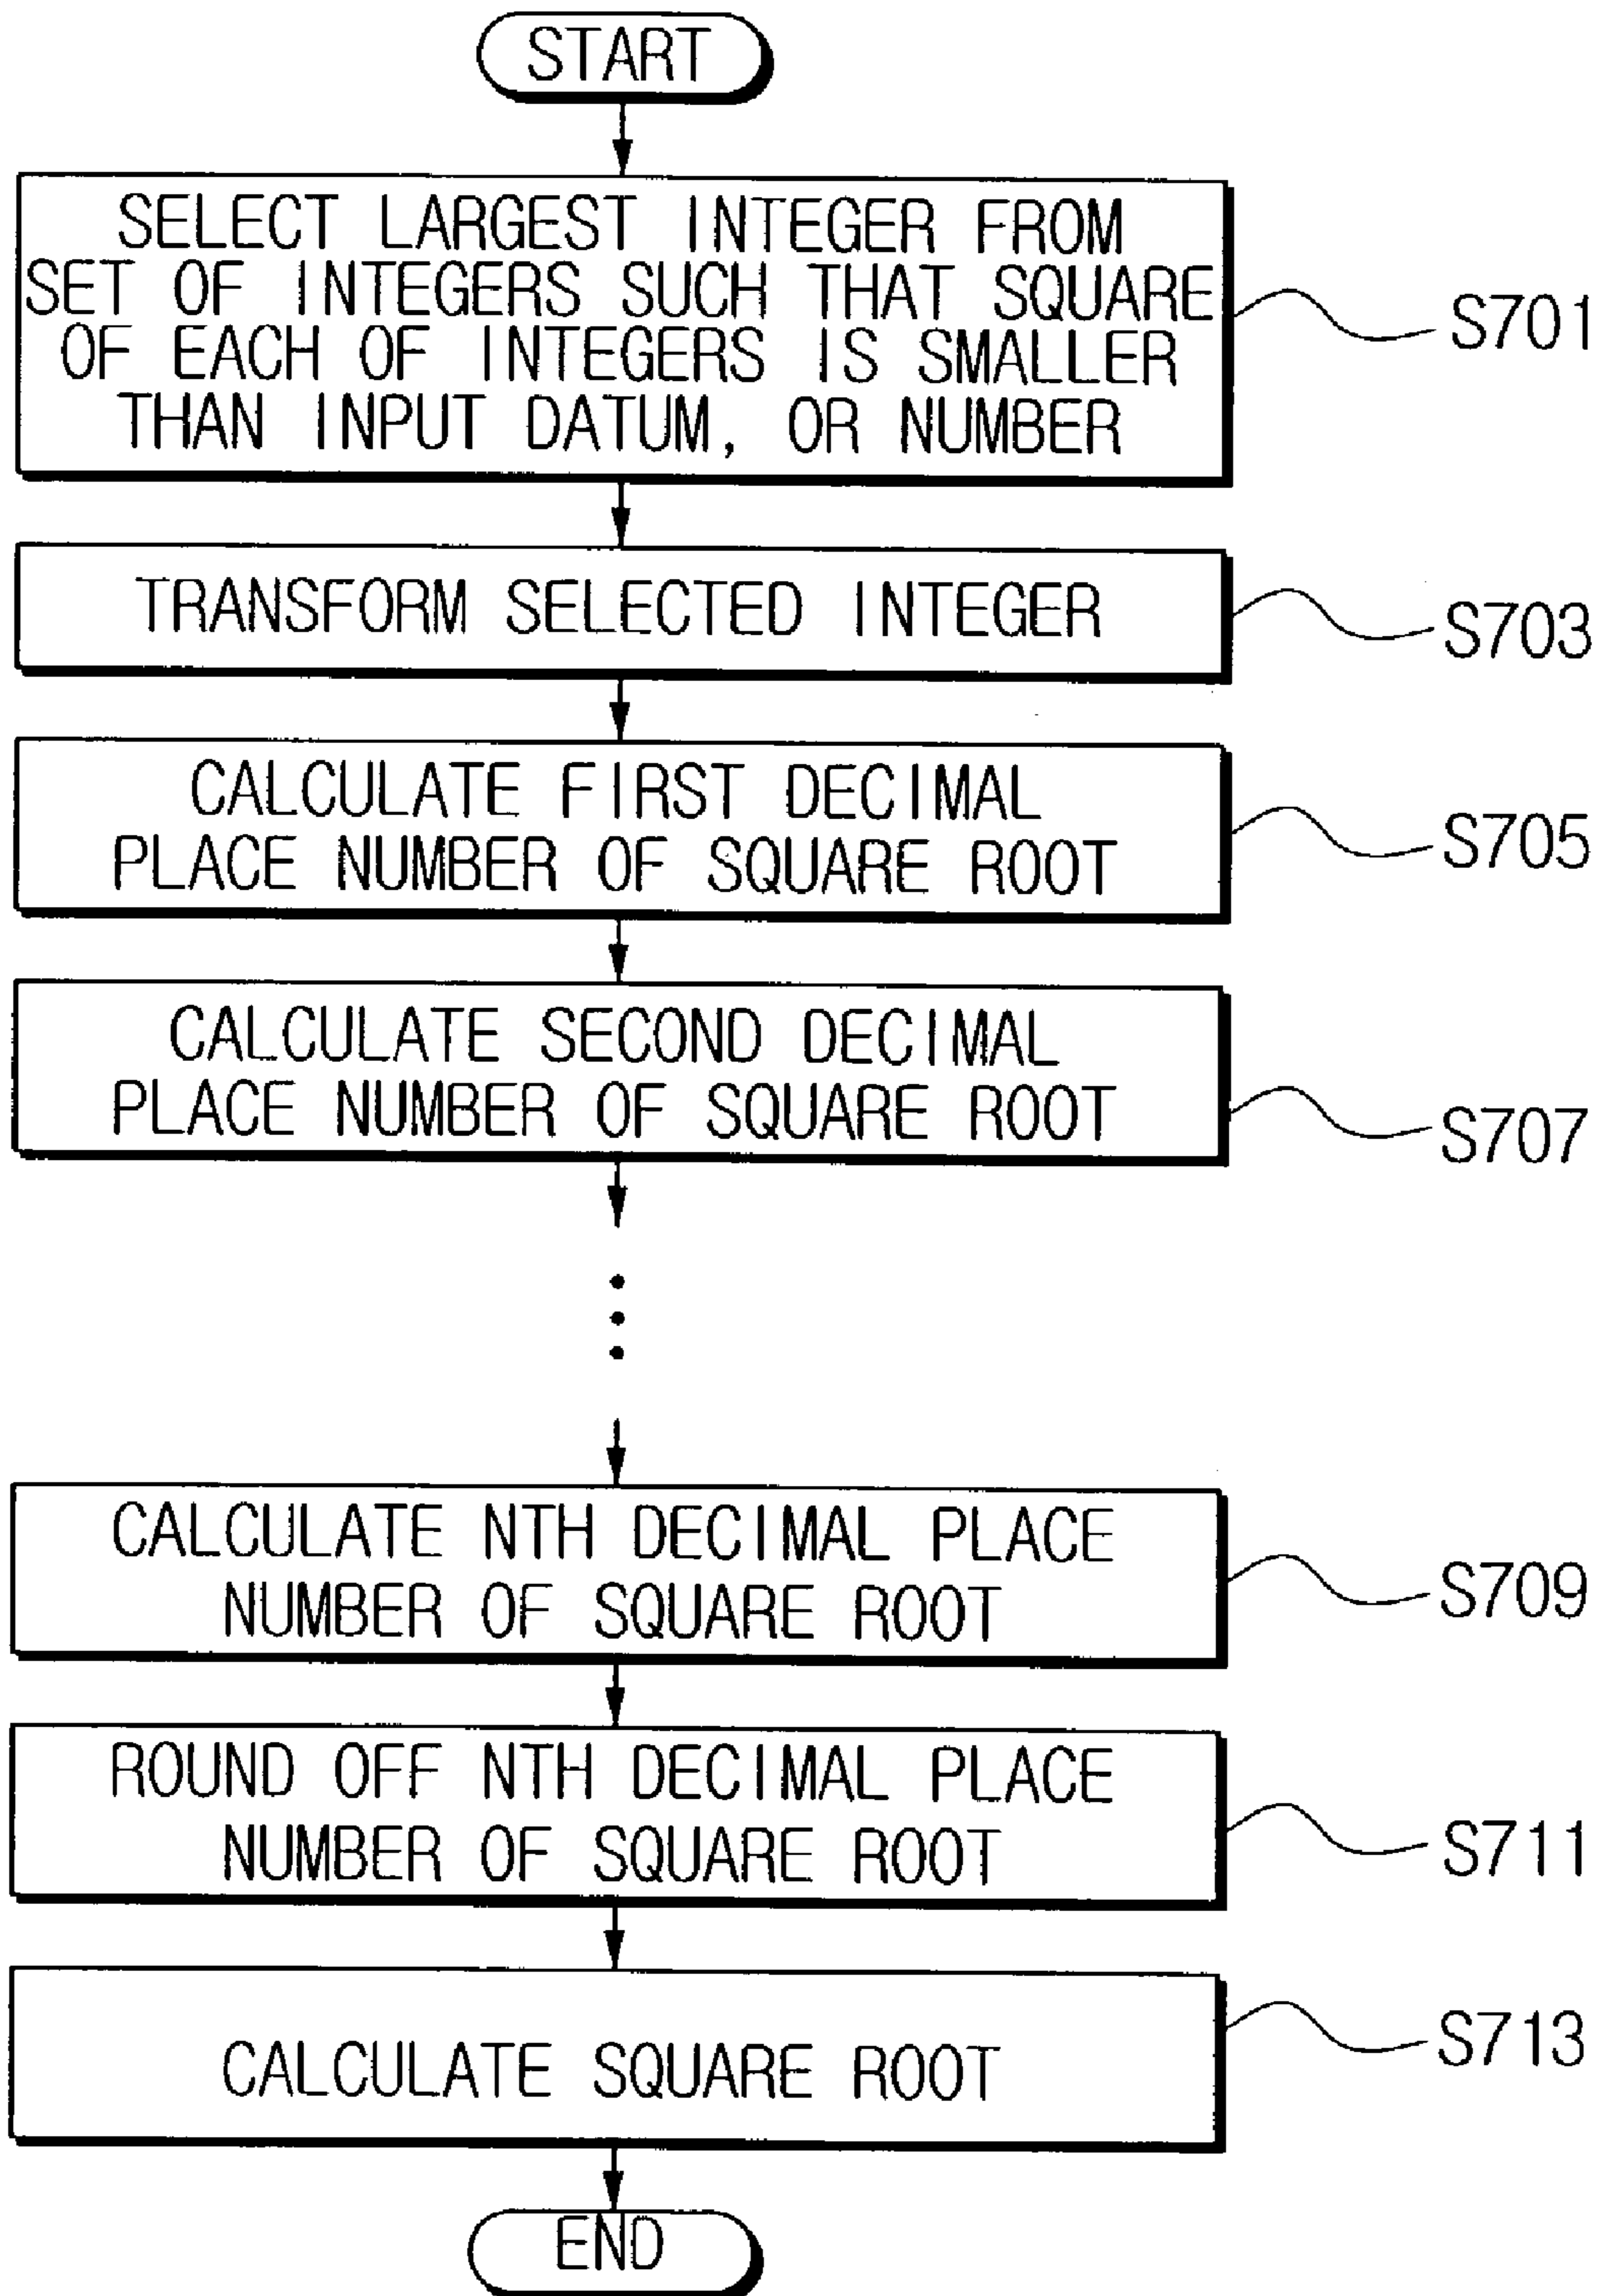 START
SELECT LARGEST INTEGER FROM
SET OF INTEGERS SUCH THAT SQUARE
OF EACH OF INTEGERS IS SMALLER
THAN INPUT DATUM, OR NUMBER
S701
TRANSFORM SELECTED INTEGER
S703
CALCULATE FIRST DECIMAL
PLACE NUMBER OF SQUARE ROOT
S705
CALCULATE SECOND DECIMAL
PLACE NUMBER OF SQUARE ROOT
S707
CALCULATE NTH DECIMAL PLACE
NUMBER OF SQUARE ROOT
S709
ROUND OFF NTH DECIMAL PLACE
NUMBER OF SQUARE ROOT
S711
CALCULATE SQUARE ROOT
S713
END